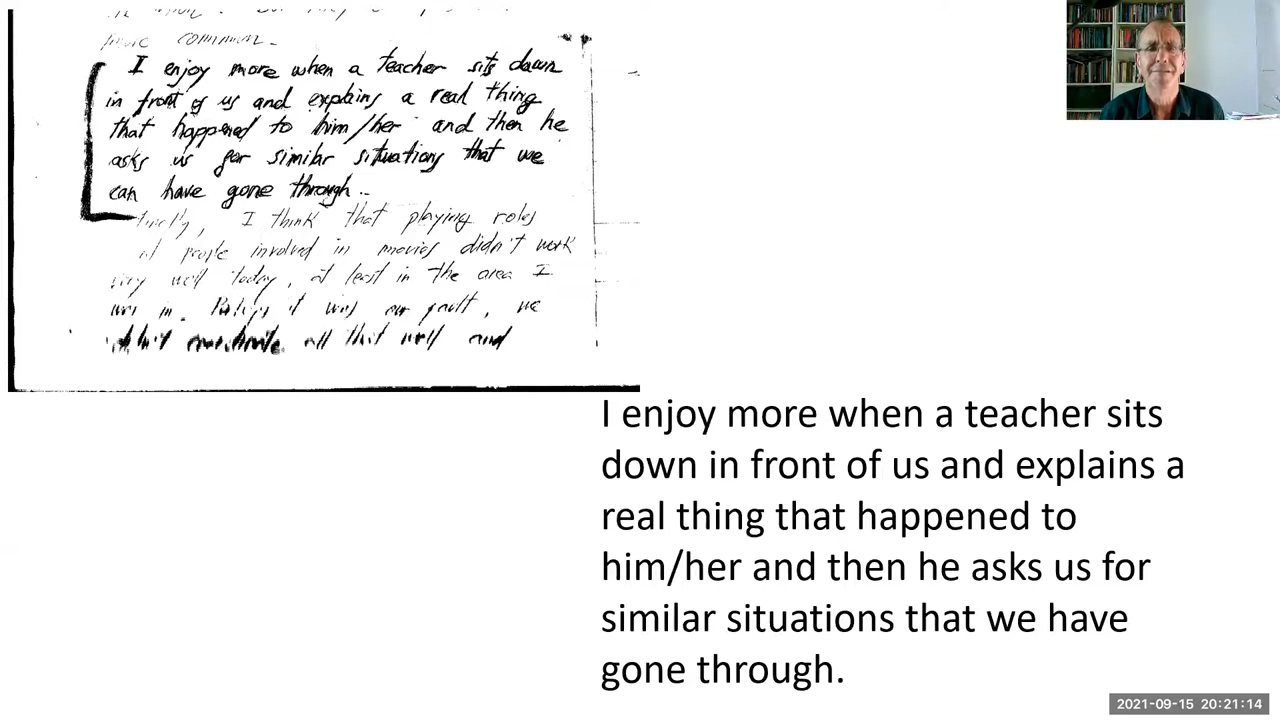 more common.
I enjoy more when a teacher sits down
in front of us and explains a real thing
that happened to him/her and then he
asks us for similar situations that we
can have gone through..
I think that playing roles
of people involved in movies didn't work
very well today, at least in the area I
was in. Perhaps it was our fault, we
all that well and
I enjoy more when a teacher sits
down in front of us and explains a
real thing that happened to
him/her and then he asks us for
similar situations that we have
gone through.
2021-09-15 20:21:14